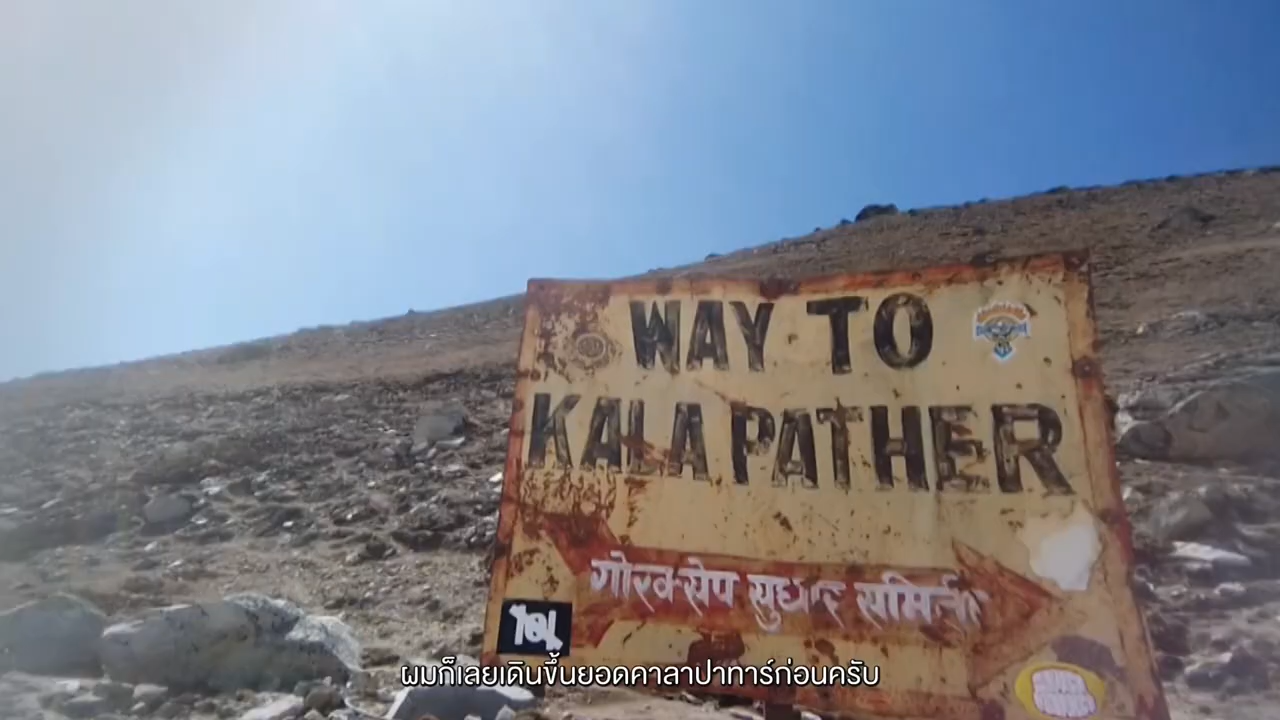 WAY TO
KALA PATHER
गोरक्सेप सुधार समिति
ผมก็เลยเดินขึ้นยอดคาลาปาทาร์ก่อนครับ